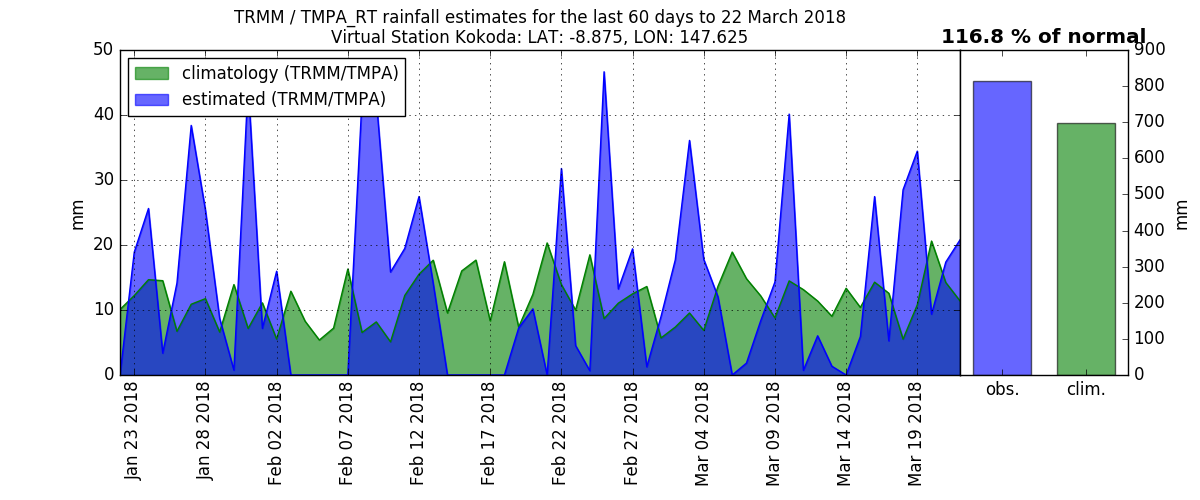 TRMM / TMPA_RT rainfall estimates for the last 60 days to 22 March 2018
Virtual Station Kokoda: LAT: -8.875, LON: 147.625
116.8 % of normal
climatology (TRMM/TMPA)
estimated (TRMM/TMPA)
50
40
30
20
10
0
mm
900
800
700
600
500
400
300
200
100
0
mm
Jan 23 2018
Jan 28 2018
Feb 02 2018
Feb 07 2018
Feb 12 2018
Feb 17 2018
Feb 22 2018
Feb 27 2018
Mar 04 2018
Mar 09 2018
Mar 14 2018
Mar 19 2018
obs.
clim.